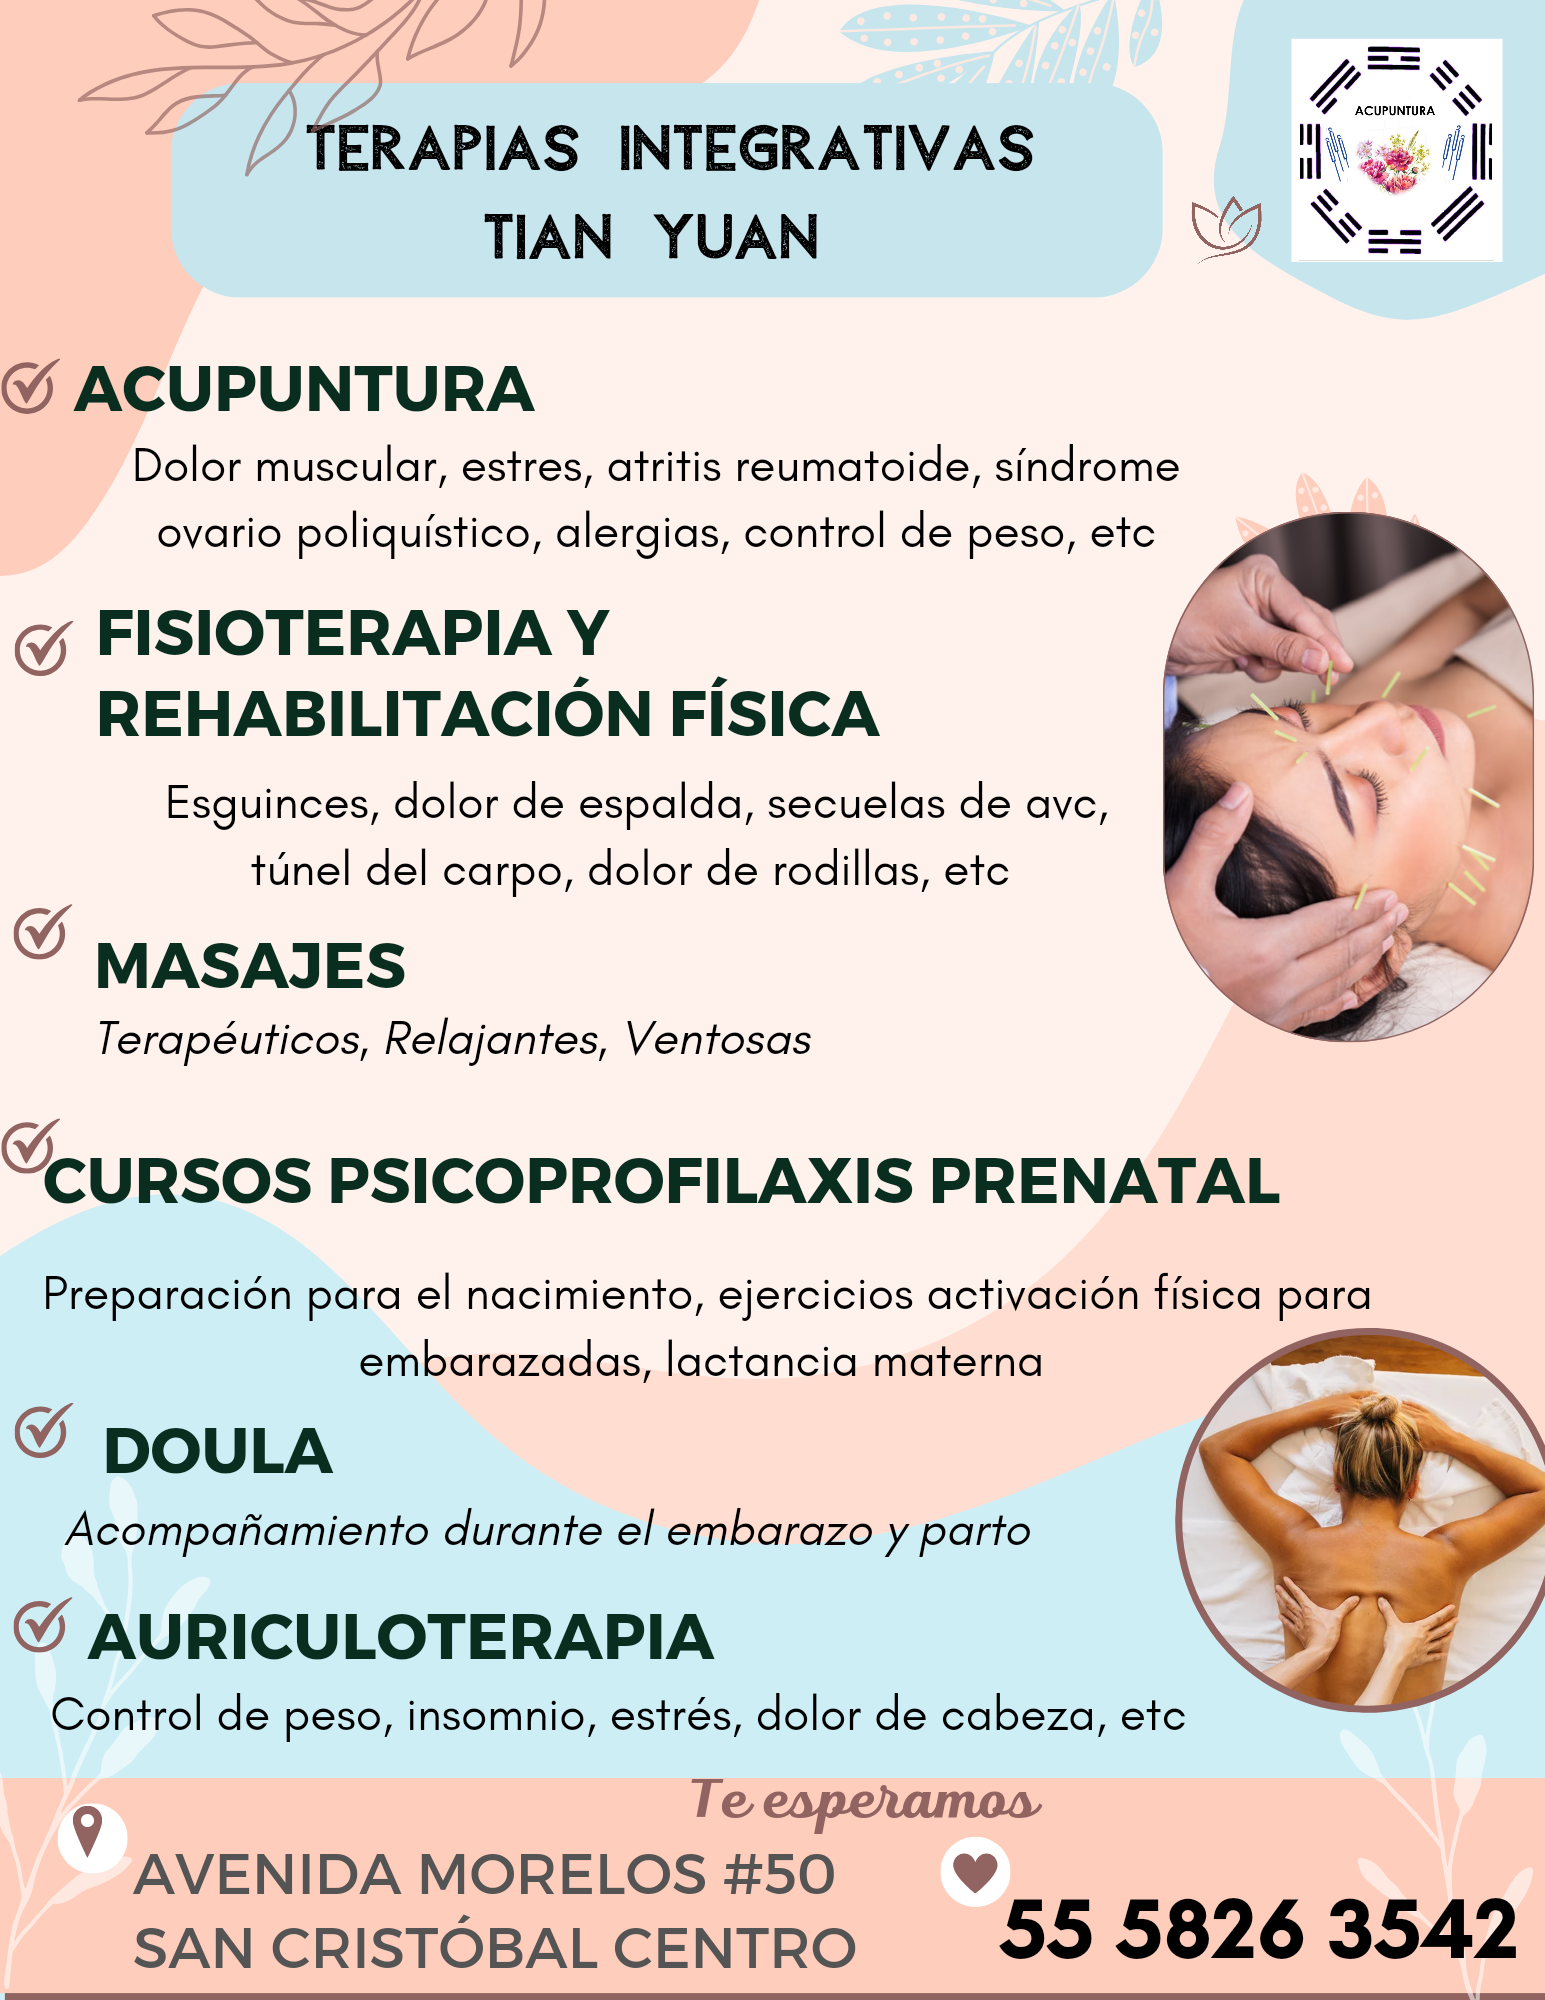 TERAPIAS INTEGRATIVAS
TIAN YUAN
ACUPUNTURA
ACUPUNTURA
Dolor muscular, estres, atritis reumatoide, síndrome
ovario poliquístico, alergias, control de peso, etc
FISIOTERAPIA Y
REHABILITACIÓN FÍSICA
Esguinces, dolor de espalda, secuelas de avc,
túnel del carpo, dolor de rodillas, etc
MASAJES
Terapéuticos, Relajantes, Ventosas
CURSOS PSICOPROFILAXIS PRENATAL
Preparación para el nacimiento, ejercicios activación física para
embarazadas, lactancia materna
DOULA
Acompañamiento durante el embarazo y parto
AURICULOTERAPIA
Control de peso, insomnio, estrés, dolor de cabeza, etc
Te esperamos
AVENIDA MORELOS #50
SAN CRISTÓBAL CENTRO
55 5826 3542